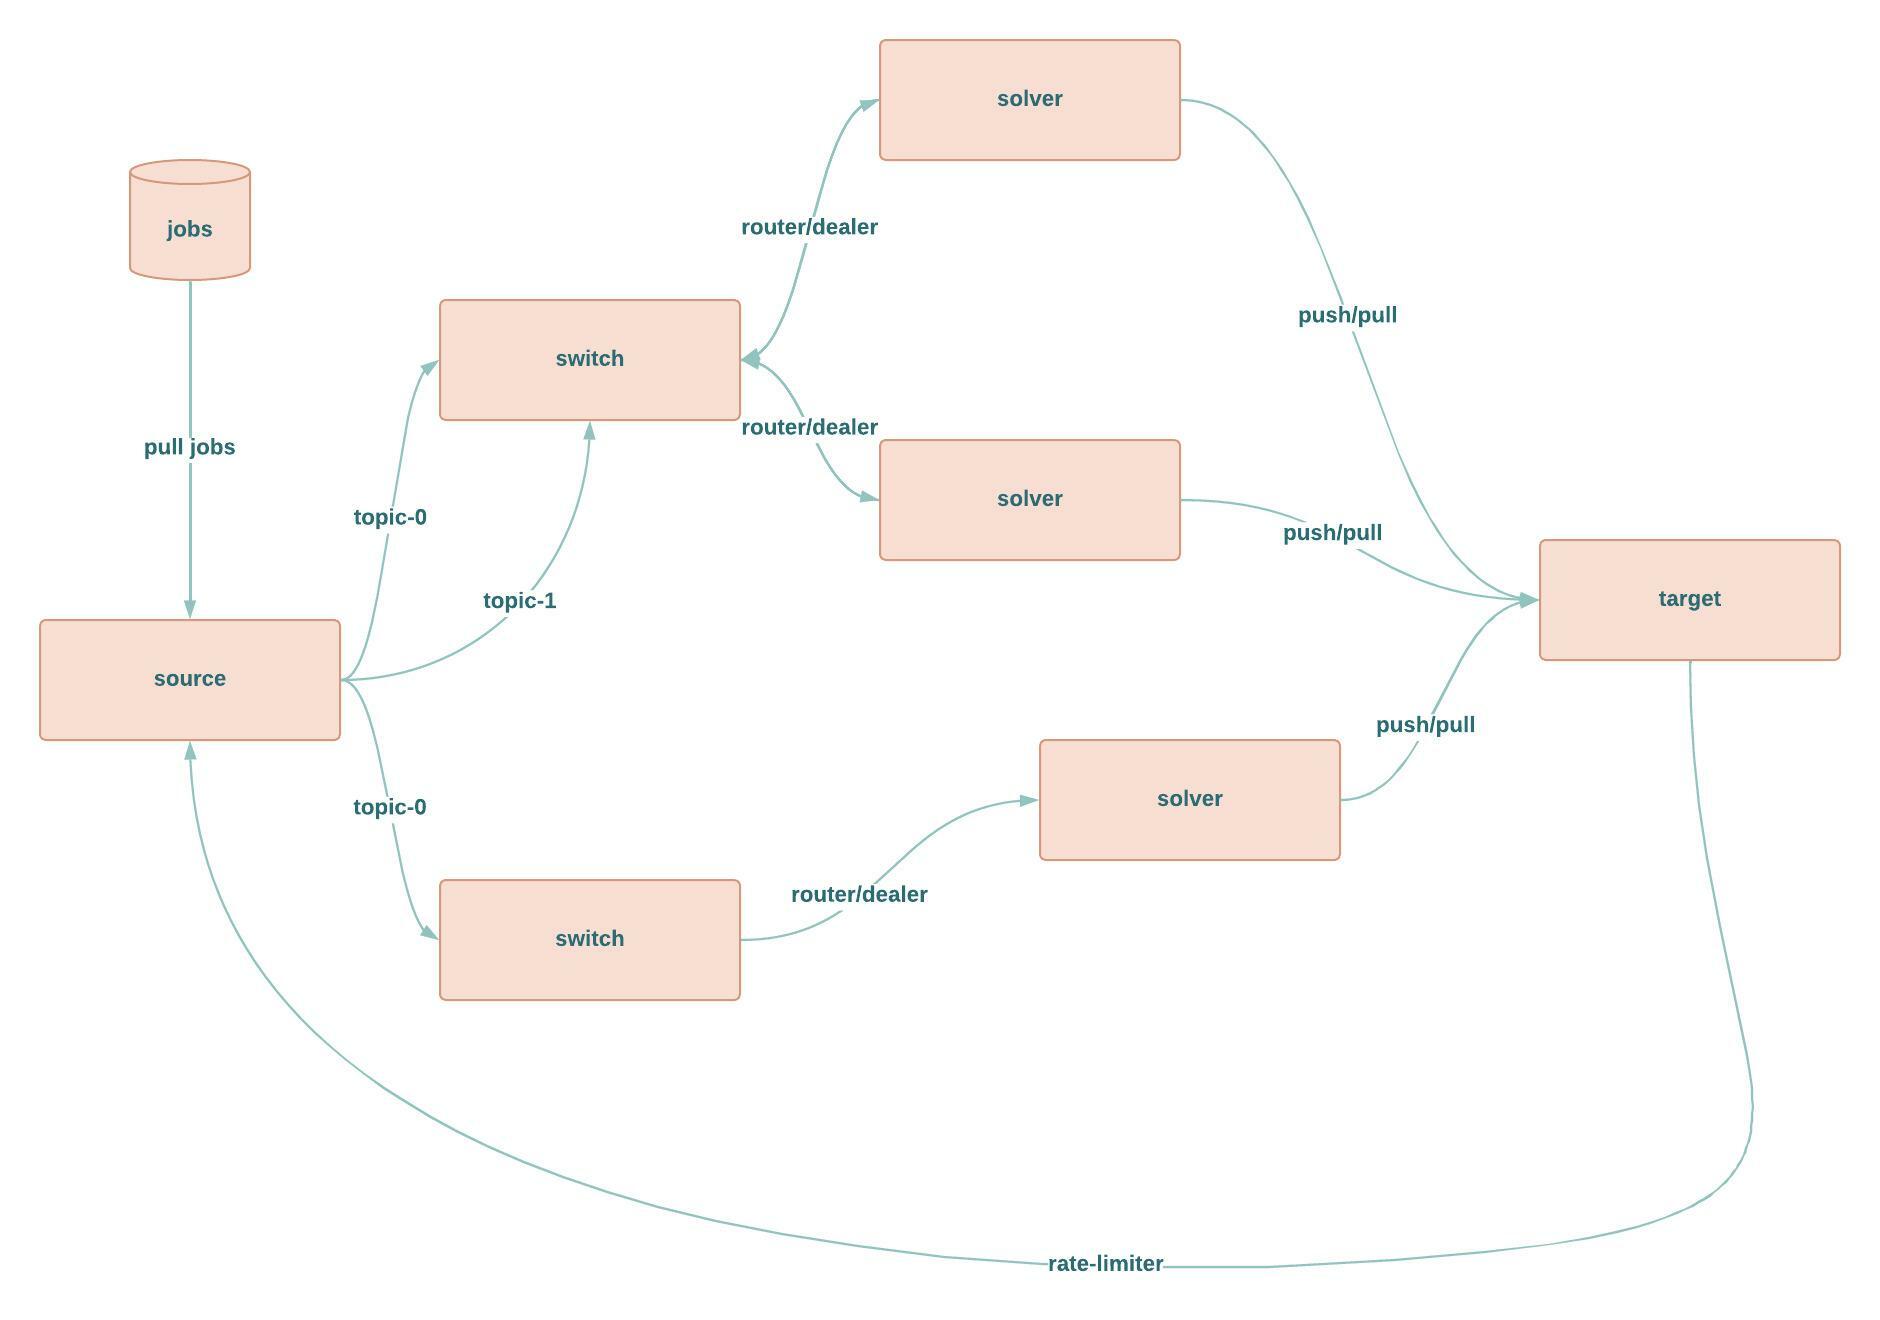 solver
jobs
router/dealer
push/pull
switch
router/dealer
pull jobs
solver
topic-0
push/pull
topic-1
target
source
push/pull
topic-0
solver
router/dealer
switch
rate-limiter